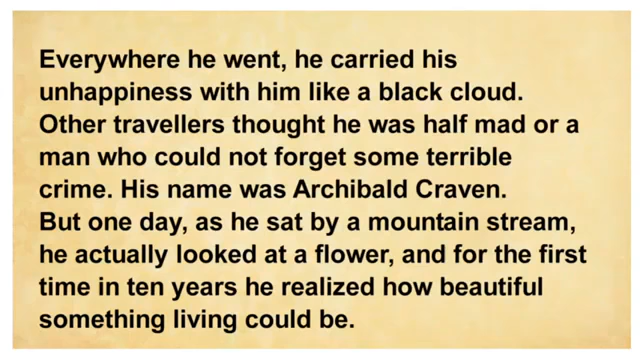 Everywhere he went, he carried his
unhappiness with him like a black cloud.
Other travellers thought he was half mad or a
man who could not forget some terrible
crime. His name was Archibald Craven.
But one day, as he sat by a mountain stream,
he actually looked at a flower, and for the first
time in ten years he realized how beautiful
something living could be.